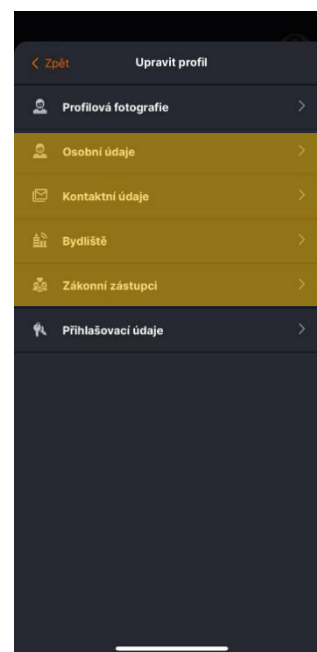 Zpět
Upravit profil
Profilová fotografie
Osobní údaje
Kontaktní údaje
Bydliště
Zákonní zástupci
Přihlašovací údaje